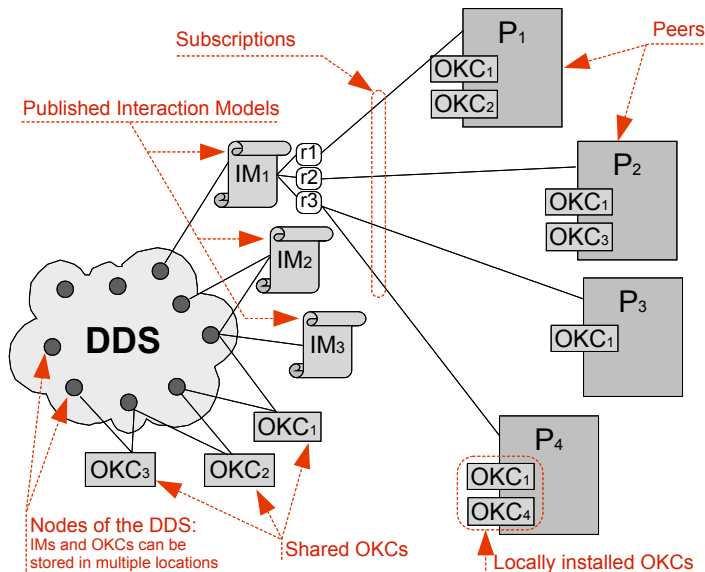 P1
Subscriptions
Peers
OKC1
OKC2
Published Interaction Models
r1
IM1
r2
P2
r3
OKC1
OKC3
IM2
P3
DDS
IM3
OKC1
OKC1
P4
OKC3
OKC2
OKC1
OKC4
Nodes of the DDS:
IMs and OKCs can be
stored in multiple locations
Shared OKCs
Locally installed OKCs